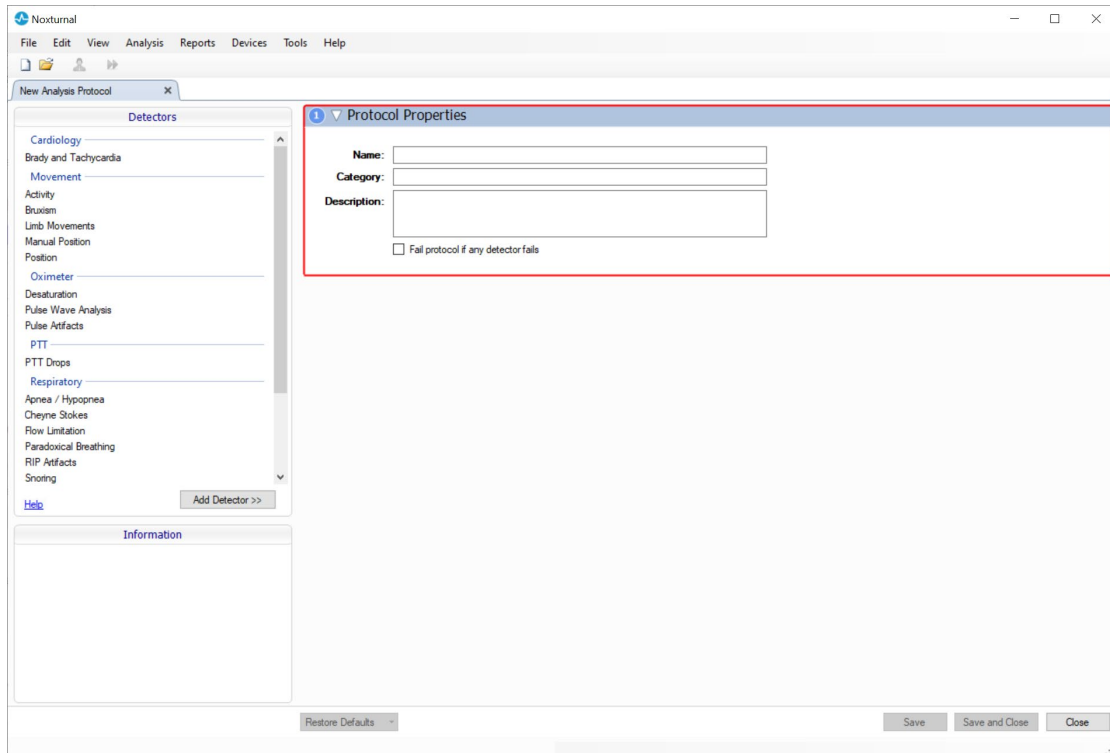 Noxturnal
File Edit View Analysis Reports Devices Tools Help
New Analysis Protocol
Detectors
Cardiology
Brady and Tachycardia
Movement
Activity
Bruxism
Limb Movements
Manual Position
Position
Oximeter
Desaturation
Pulse Wave Analysis
Pulse Artifacts
PTT
PTT Drops
Respiratory
Apnea / Hypopnea
Cheyne Stokes
Flow Limitation
Paradoxical Breathing
RIP Artifacts
Snoring
Help
Add Detector >>
Information
1 Protocol Properties
Name:
Category:
Description:
Fail protocol if any detector fails
Restore Defaults
Save
Save and Close
Close